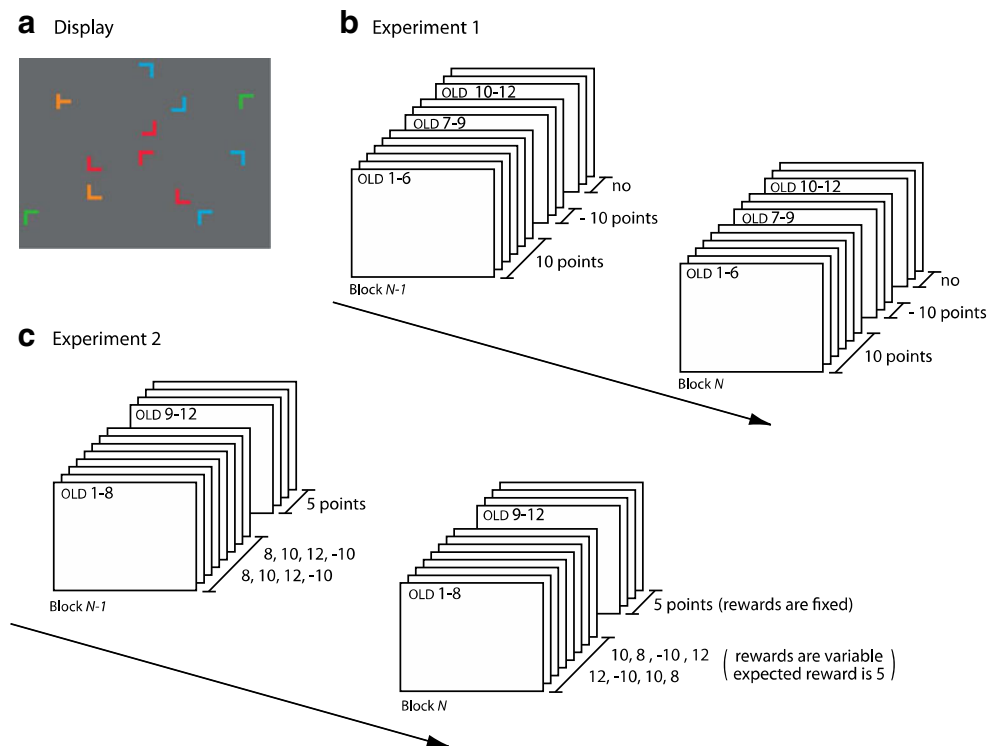 a Display
b Experiment 1
OLD 10-12
OLD 7-9
OLD 1-6
no
- 10 points
10 points
Block N-1
OLD 10-12
OLD 7-9
OLD 1-6
no
- 10 points
10 points
Block N
c Experiment 2
OLD 9-12
OLD 1-8
5 points
8, 10, 12, -10
8, 10, 12, -10
Block N-1
OLD 9-12
OLD 1-8
5 points (rewards are fixed)
10, 8 , -10 , 12 ( rewards are variable
12, -10, 10, 8 expected reward is 5 )
Block N